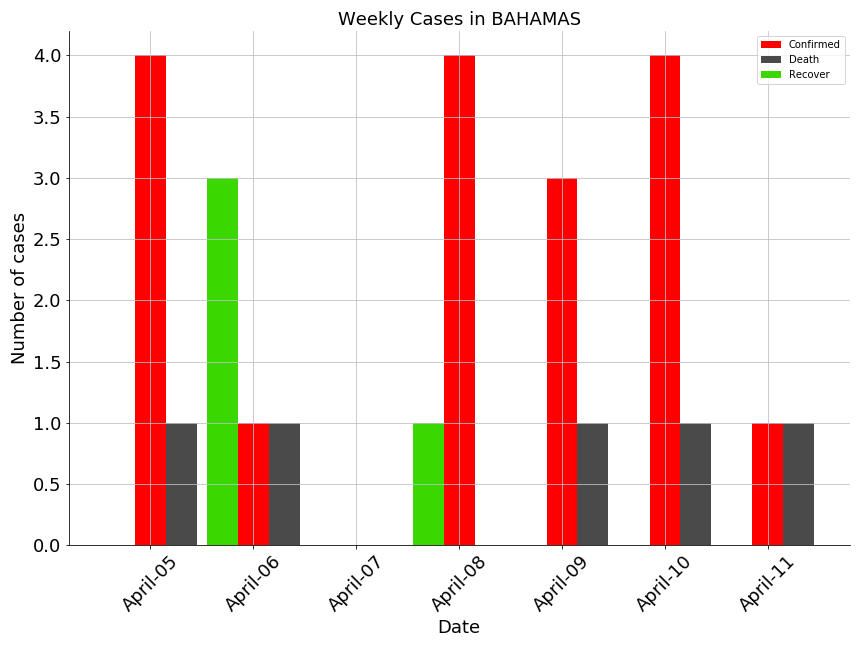 Weekly Cases in BAHAMAS
Confirmed
Death
Recover
Number of cases
4.0
3.5
3.0
2.5
2.0
1.5
1.0
0.5
0.0
April-05
April-06
April-07
April-08
April-09
April-10
April-11
Date